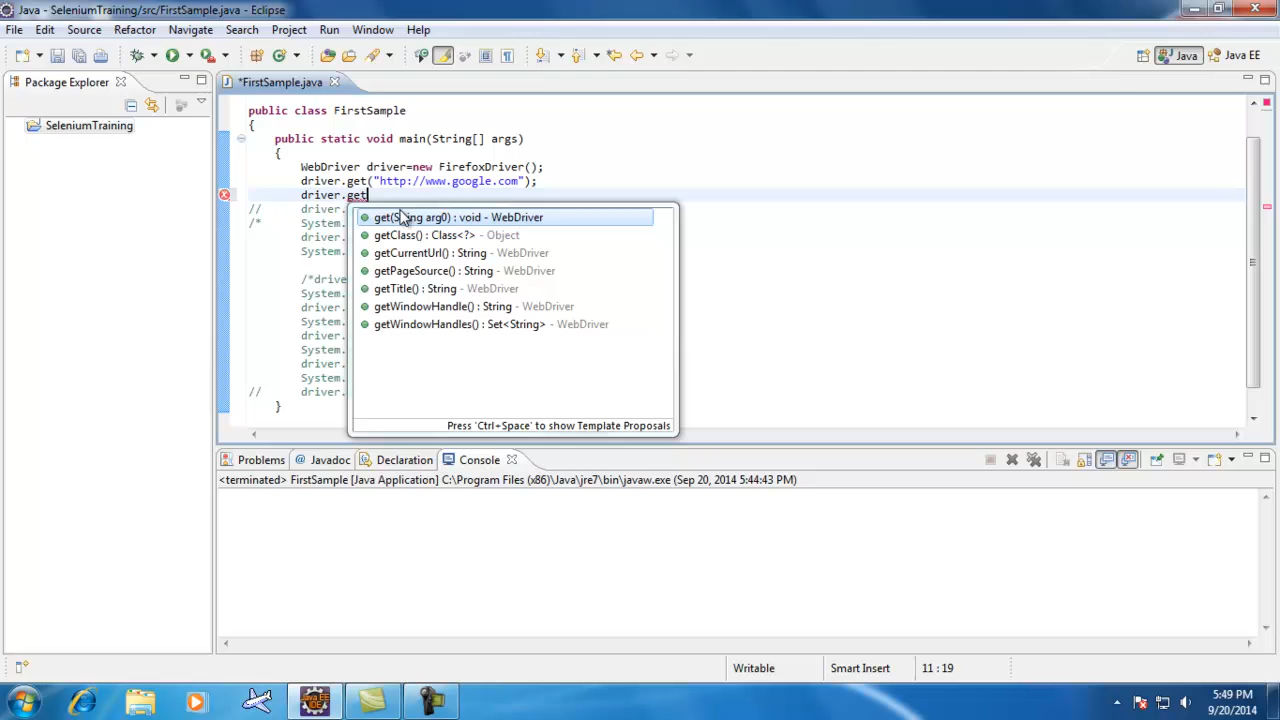 Java - SeleniumTraining/src/FirstSample.java - Eclipse
File Edit Source Refactor Navigate Search Project Run Window Help
Java Java EE
Package Explorer
*FirstSample.java
SeleniumTraining
public class FirstSample
{
public static void main(String[] args)
{
WebDriver driver=new FirefoxDriver();
driver.get("http://www.google.com");
driver.get
// driver.
/* System.
driver.
System.
/*drive
System.
driver.
System.
driver.
System.
driver.
System.
// driver.
}
get(String arg0) : void - WebDriver
getClass() : Class<?> - Object
getCurrentUrl() : String - WebDriver
getPageSource() : String - WebDriver
getTitle() : String - WebDriver
getWindowHandle() : String - WebDriver
getWindowHandles() : Set<String> - WebDriver
Press 'Ctrl+Space' to show Template Proposals
Problems @ Javadoc Declaration Console
<terminated> FirstSample [Java Application] C:\Program Files (x86)\Java\jre7\bin\javaw.exe (Sep 20, 2014 5:44:43 PM)
Writable Smart Insert 11 : 19
Java EE
IDE
5:49 PM
9/20/2014